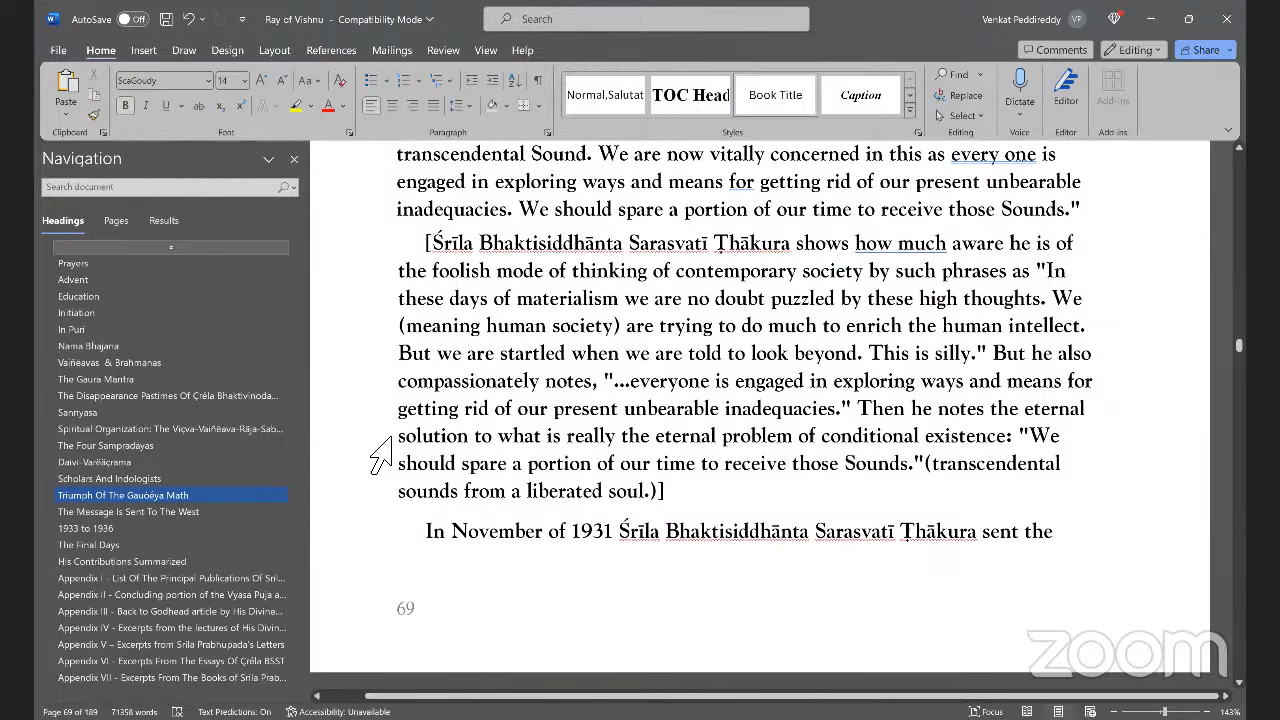 AutoSave Off Ray of Vishnu - Compatibility Mode Search Venkat Peddireddy VP
File Home Insert Draw Design Layout References Mailings Review View Help Comments Editing Share
Paste ScaGoudy 14 Normal,Salutat TOC Head Book Title Caption Find Replace Select Dictate Editor Add-ins
Clipboard Font Paragraph Styles Editing Voice Editor Add-ins
Navigation
Search document
Headings Pages Results
Prayers
Advent
Education
Initiation
In Puri
Nama Bhajana
Vaiñëavas & Brahmanas
The Gaura Mantra
The Disappearance Pastimes Of Çréla Bhaktivinoda...
Sannyasa
Spiritual Organization: The Viçva-Vaiñëava-Räja-Sab...
The Four Sampradäyas
Daivi-Varëäçrama
Scholars And Indologists
Triumph Of The Gauòéya Math
The Message Is Sent To The West
1933 to 1936
The Final Days
His Contributions Summarized
Appendix I - List Of The Principal Publications Of Sril...
Appendix II - Concluding portion of the Vyasa Puja a...
Appendix III - Back to Godhead article by His Divine...
Appendix IV - Excerpts from the lectures of His Divin...
Appendix V – Excerpts from Srila Prabhupada's Letters
Appendix VI - Excerpts From The Essays Of Çréla BSST
Appendix VII - Excerpts From The Books of Srila Prab...
transcendental Sound. We are now vitally concerned in this as every one is
engaged in exploring ways and means for getting rid of our present unbearable
inadequacies. We should spare a portion of our time to receive those Sounds."
[Śrīla Bhaktisiddhānta Sarasvatī Ṭhākura shows how much aware he is of
the foolish mode of thinking of contemporary society by such phrases as "In
these days of materialism we are no doubt puzzled by these high thoughts. We
(meaning human society) are trying to do much to enrich the human intellect.
But we are startled when we are told to look beyond. This is silly." But he also
compassionately notes, "...everyone is engaged in exploring ways and means for
getting rid of our present unbearable inadequacies." Then he notes the eternal
solution to what is really the eternal problem of conditional existence: "We
should spare a portion of our time to receive those Sounds."(transcendental
sounds from a liberated soul.)]
In November of 1931 Śrīla Bhaktisiddhānta Sarasvatī Ṭhākura sent the
69
zoom
Page 69 of 189 71358 words Text Predictions: On Accessibility: Unavailable Focus 143%